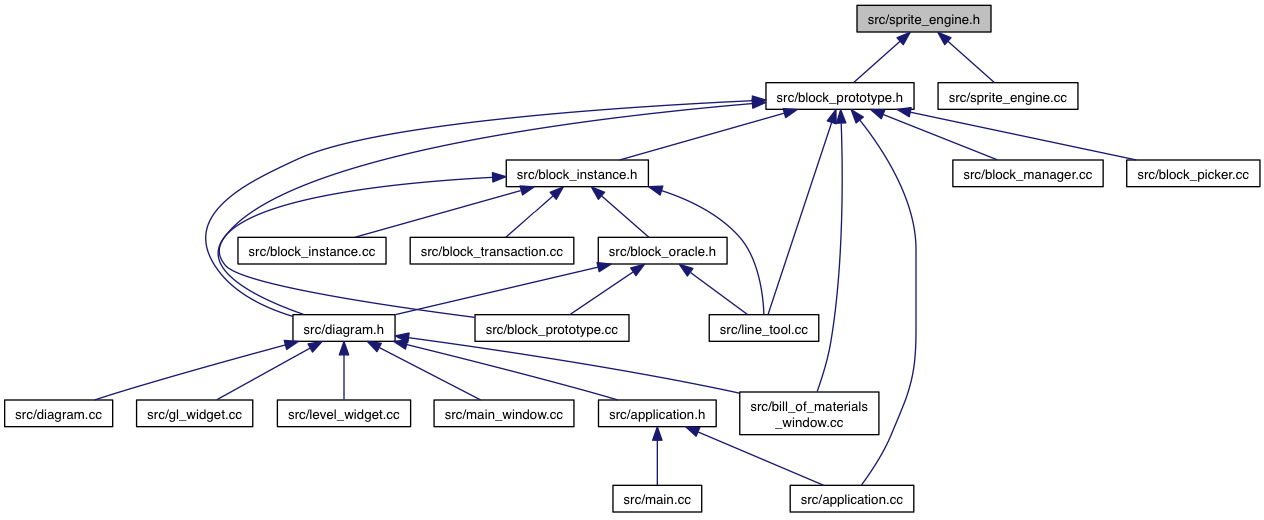 src/sprite_engine.h
src/block_prototype.h
src/sprite_engine.cc
src/block_instance.h
src/block_manager.cc
src/block_picker.cc
src/block_instance.cc
src/block_transaction.cc
src/block_oracle.h
src/diagram.h
src/block_prototype.cc
src/line_tool.cc
src/diagram.cc
src/gl_widget.cc
src/level_widget.cc
src/main_window.cc
src/application.h
src/bill_of_materials
_window.cc
src/main.cc
src/application.cc